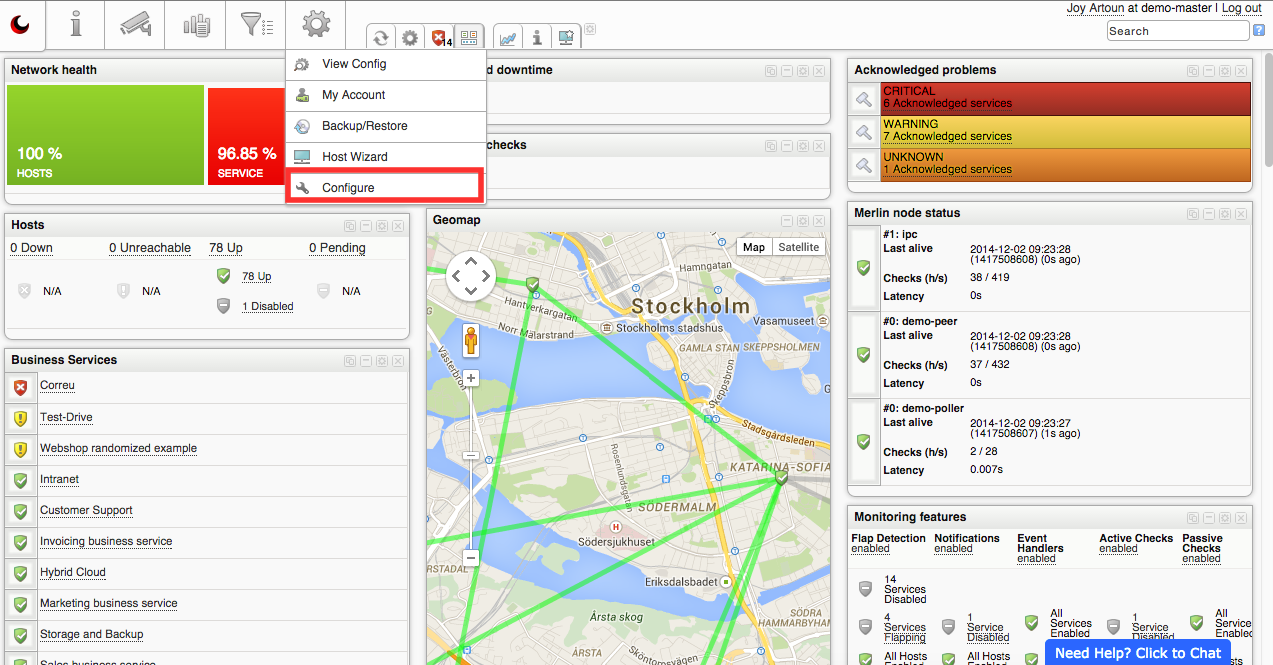 Joy Artoun at demo-master | Log out
Search
14
View Config
My Account
Backup/Restore
Host Wizard
Configure
Network health
100 %
HOSTS
96.85 %
SERVICE
d downtime
checks
Acknowledged problems
CRITICAL
6 Acknowledged services
WARNING
7 Acknowledged services
UNKNOWN
1 Acknowledged services
Hosts
0 Down
0 Unreachable
78 Up
0 Pending
N/A
N/A
78 Up
1 Disabled
N/A
Business Services
Correu
Test-Drive
Webshop randomized example
Intranet
Customer Support
Invoicing business service
Hybrid Cloud
Marketing business service
Storage and Backup
Sales business service
Geomap
Map
Satellite
Hamngatan
Hantverkargatan
Stockholm
Norr Mälarstrand
Stockholms stadshus
Vasamuseet
GAMLA STAN
SKEPPSHOLMEN
Västerbron
Skeppsbron
Stadsgårdsleden
KATARINA-SOFIA
Rosenlundsgatan
SÖDERMALM
H
Södersjukhuset
RSTADAL
Eriksdalsbadet
Årsta skog
SÖDRA
HAMMARBYHAM
ÅRSTA
Skontorpsvägen
Merlin node status
#1: ipc
Last alive
2014-12-02 09:23:28
(1417508608) (0s ago)
Checks (h/s)
38 / 419
Latency
0s
#0: demo-peer
Last alive
2014-12-02 09:23:28
(1417508608) (0s ago)
Checks (h/s)
37 / 432
Latency
0s
#0: demo-poller
Last alive
2014-12-02 09:23:27
(1417508607) (1s ago)
Checks (h/s)
2 / 28
Latency
0.007s
Monitoring features
Flap Detection
enabled
Notifications
enabled
Event
Handlers
enabled
Active Checks
enabled
Passive
Checks
enabled
14
Services
Disabled
4
Services
Flapping
1
Service
Disabled
All
Services
Enabled
1
Service
Disabled
All
Services
Enabled
All Hosts
All Hosts
Need Help? Click to Chat